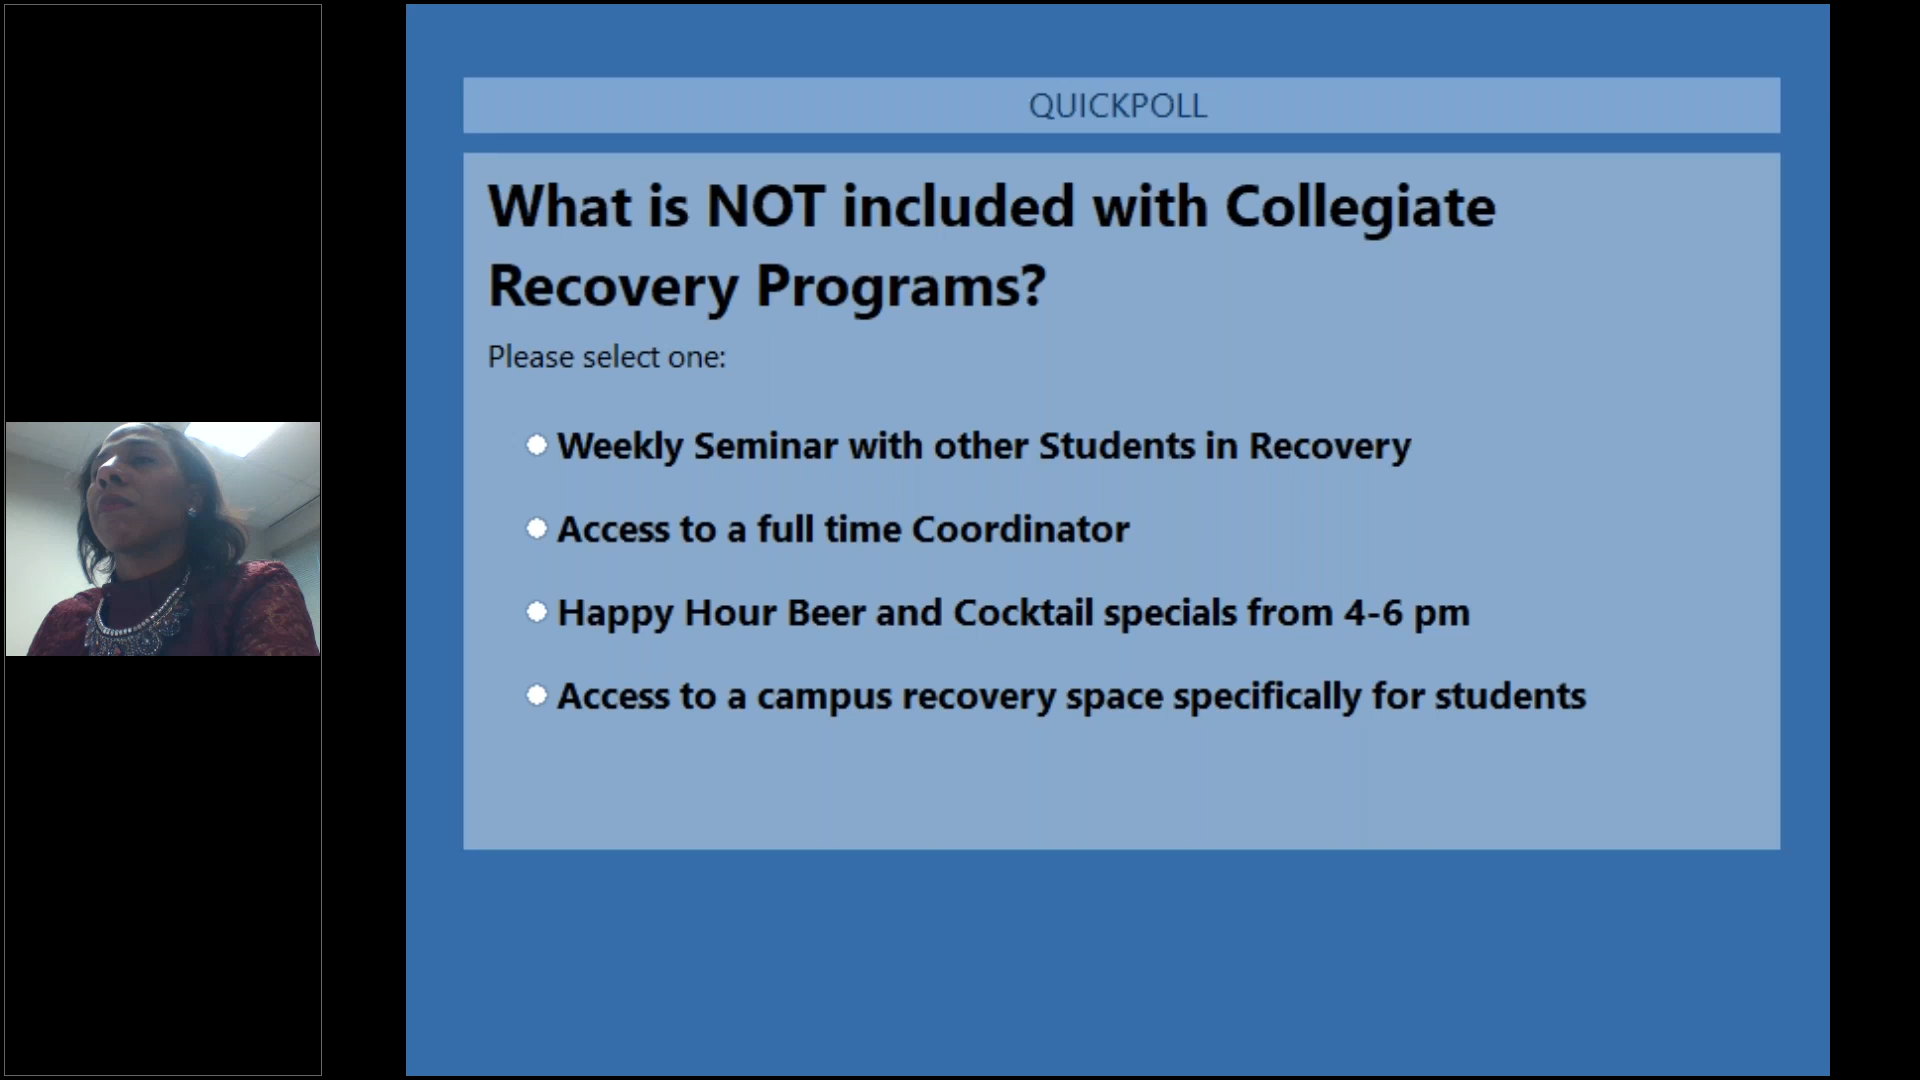 QUICKPOLL
What is NOT included with Collegiate
Recovery Programs?
Please select one:
Weekly Seminar with other Students in Recovery
Access to a full time Coordinator
Happy Hour Beer and Cocktail specials from 4-6 pm
Access to a campus recovery space specifically for students